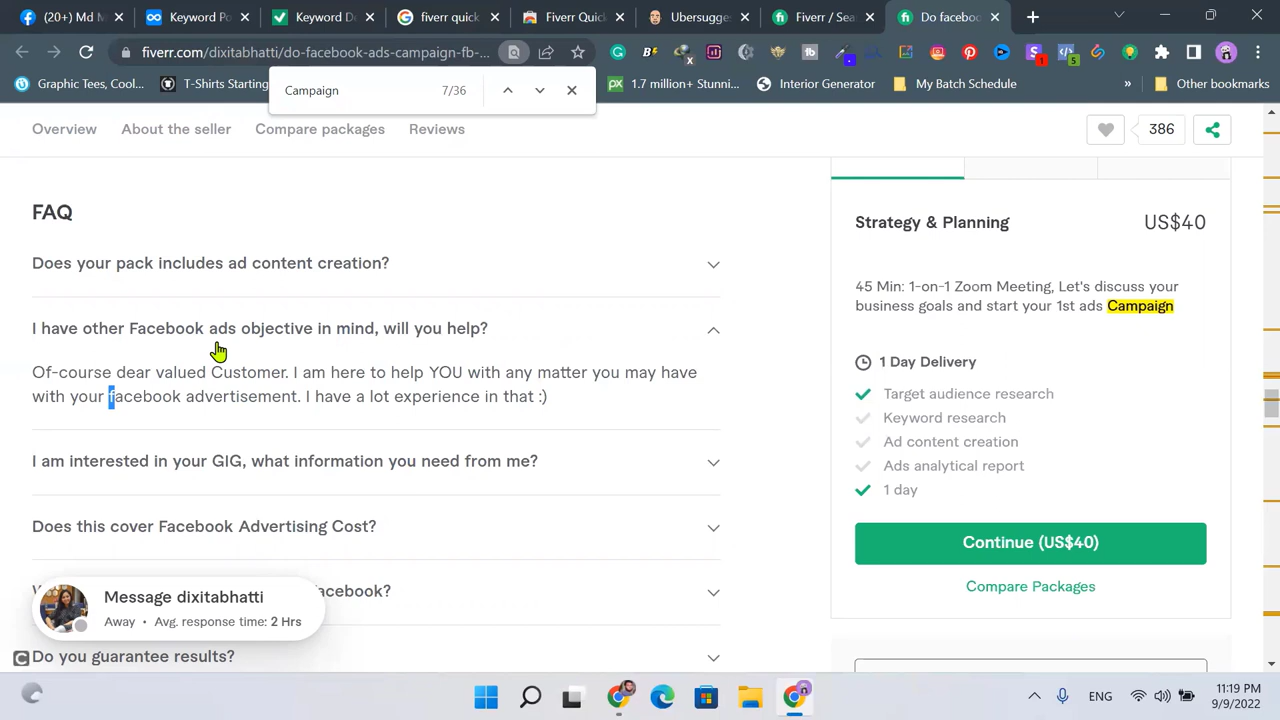 (20+) Md M
Keyword Po
Keyword D
fiverr quick
Fiverr Quic
Ubersugges
Fiverr / Sea
Do facebo
fiverr.com/dixitabhatti/do-facebook-ads-campaign-fb-...
Graphic Tees, Cool...
T-Shirts Starting
1.7 million+ Stunni...
Interior Generator
My Batch Schedule
»
Other bookmarks
Campaign 7/36
Overview About the seller Compare packages Reviews
386
FAQ
Does your pack includes ad content creation?
I have other Facebook ads objective in mind, will you help?
Of-course dear valued Customer. I am here to help YOU with any matter you may have
with your facebook advertisement. I have a lot experience in that :)
I am interested in your GIG, what information you need from me?
Does this cover Facebook Advertising Cost?
acebook?
Message dixitabhatti
Away • Avg. response time: 2 Hrs
Do you guarantee results?
Strategy & Planning US$40
45 Min: 1-on-1 Zoom Meeting, Let's discuss your
business goals and start your 1st ads Campaign
1 Day Delivery
Target audience research
Keyword research
Ad content creation
Ads analytical report
1 day
Continue (US$40)
Compare Packages
ENG
11:19 PM
9/9/2022